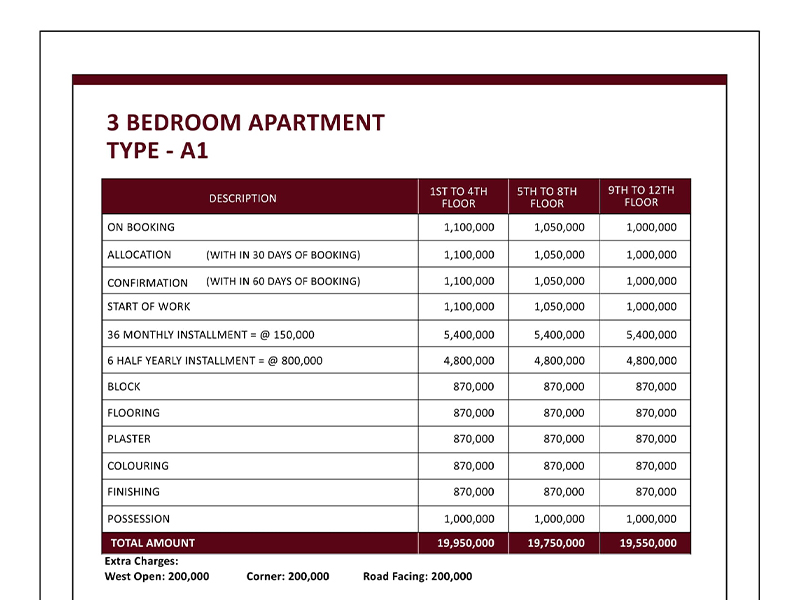 3 BEDROOM APARTMENT
TYPE - A1
DESCRIPTION 1ST TO 4TH FLOOR 5TH TO 8TH FLOOR 9TH TO 12TH FLOOR
ON BOOKING 1,100,000 1,050,000 1,000,000
ALLOCATION (WITH IN 30 DAYS OF BOOKING) 1,100,000 1,050,000 1,000,000
CONFIRMATION (WITH IN 60 DAYS OF BOOKING) 1,100,000 1,050,000 1,000,000
START OF WORK 1,100,000 1,050,000 1,000,000
36 MONTHLY INSTALLMENT = @ 150,000 5,400,000 5,400,000 5,400,000
6 HALF YEARLY INSTALLMENT = @ 800,000 4,800,000 4,800,000 4,800,000
BLOCK 870,000 870,000 870,000
FLOORING 870,000 870,000 870,000
PLASTER 870,000 870,000 870,000
COLOURING 870,000 870,000 870,000
FINISHING 870,000 870,000 870,000
POSSESSION 1,000,000 1,000,000 1,000,000
TOTAL AMOUNT 19,950,000 19,750,000 19,550,000
Extra Charges:
West Open: 200,000 Corner: 200,000 Road Facing: 200,000